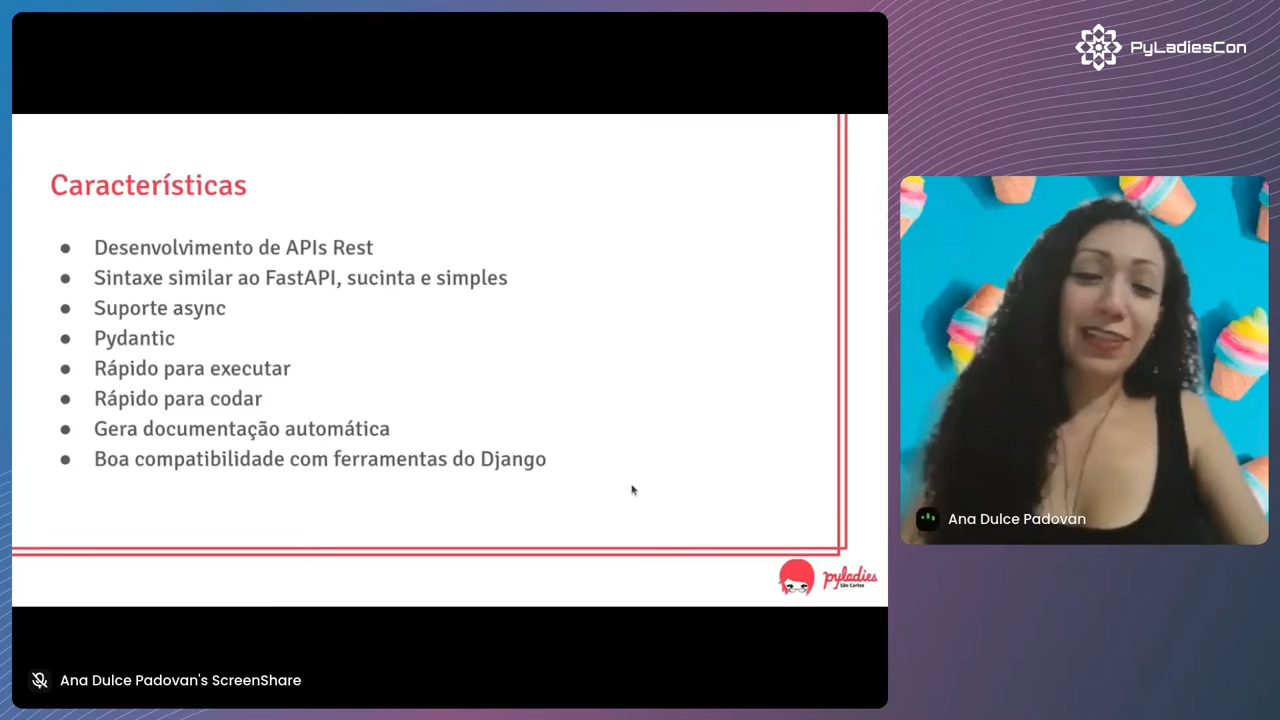 PyLadiesCon
Características
Desenvolvimento de APIs Rest
Sintaxe similar ao FastAPI, sucinta e simples
Suporte async
Pydantic
Rápido para executar
Rápido para codar
Gera documentação automática
Boa compatibilidade com ferramentas do Django
pyladies
São Carlos
Ana Dulce Padovan
Ana Dulce Padovan's ScreenShare